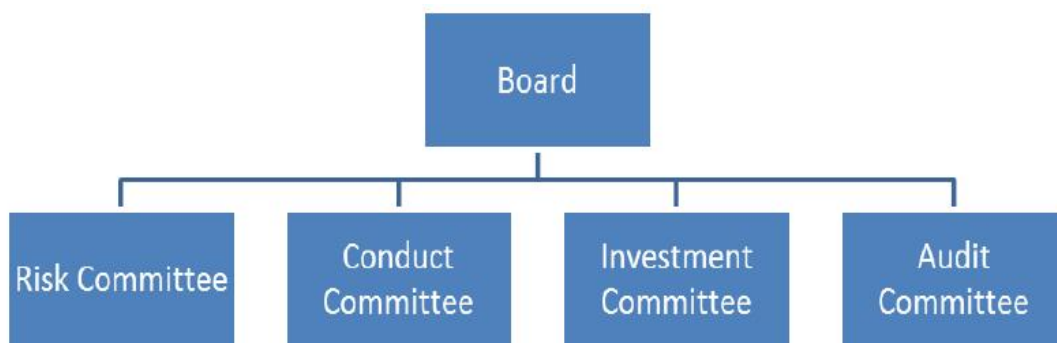 Board
Risk Committee
Conduct
Committee
Investment
Committee
Audit
Committee